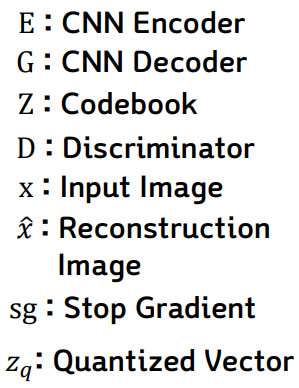 E : CNN Encoder
G : CNN Decoder
Z : Codebook
D : Discriminator
x : Input Image
x̂ : Reconstruction
Image
sg : Stop Gradient
z_q : Quantized Vector